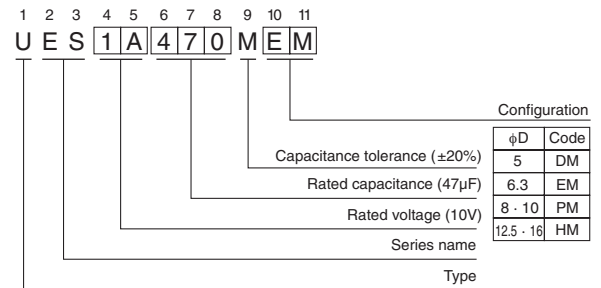 1 2 3 4 5 6 7 8 9 10 11
U E S 1 A 4 7 0 M E M
Configuration
φD Code
5 DM
6.3 EM
8 · 10 PM
12.5 · 16 HM
Capacitance tolerance (±20%)
Rated capacitance (47µF)
Rated voltage (10V)
Series name
Type